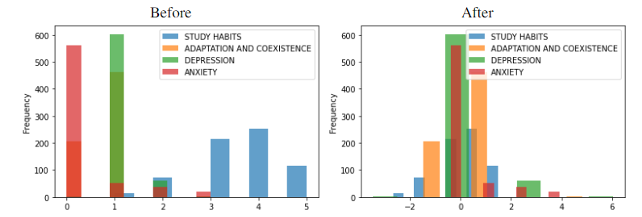 Before
After
STUDY HABITS
ADAPTATION AND COEXISTENCE
DEPRESSION
ANXIETY
Frequency
600
500
400
300
200
100
0
0 1 2 3 4 5
STUDY HABITS
ADAPTATION AND COEXISTENCE
DEPRESSION
ANXIETY
Frequency
600
500
400
300
200
100
0
−2 0 2 4 6